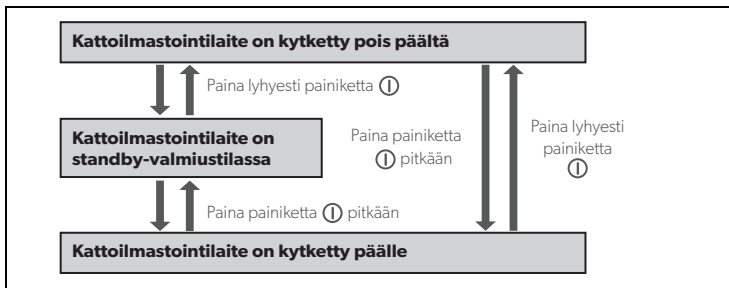 Kattoilmastointilaite on kytketty pois päältä
Paina lyhyesti painiketta
Kattoilmastointilaite on
standby-valmiustilassa
Paina painiketta
pitkään
Paina lyhyesti
painiketta
Paina painiketta pitkään
Kattoilmastointilaite on kytketty päälle